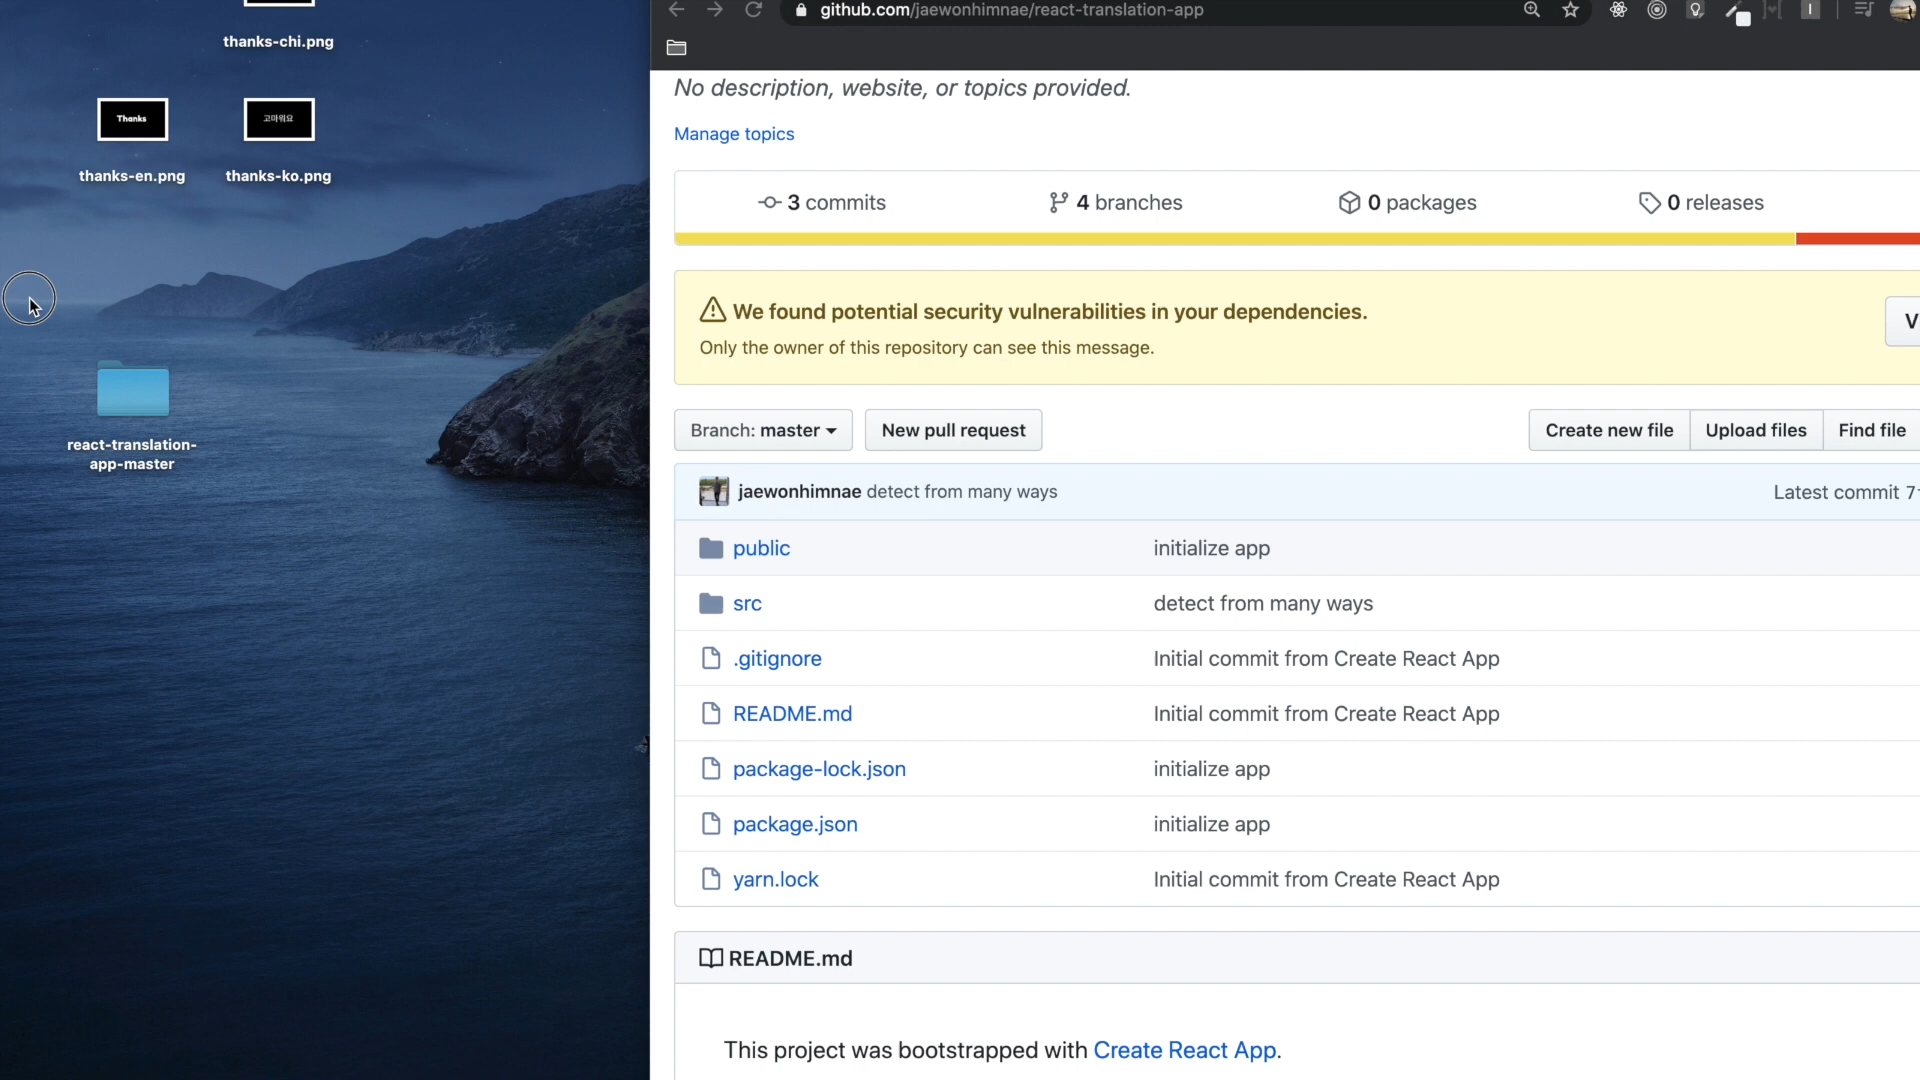 thanks-chi.png
Thanks
고마워요
thanks-en.png
thanks-ko.png
react-translation-
app-master
github.com/jaewonhimnae/react-translation-app
No description, website, or topics provided.
Manage topics
3 commits
4 branches
0 packages
0 releases
We found potential security vulnerabilities in your dependencies.
Only the owner of this repository can see this message.
V
Branch: master
New pull request
Create new file
Upload files
Find file
jaewonhimnae detect from many ways
Latest commit 7
public
initialize app
src
detect from many ways
.gitignore
Initial commit from Create React App
README.md
Initial commit from Create React App
package-lock.json
initialize app
package.json
initialize app
yarn.lock
Initial commit from Create React App
README.md
This project was bootstrapped with Create React App.